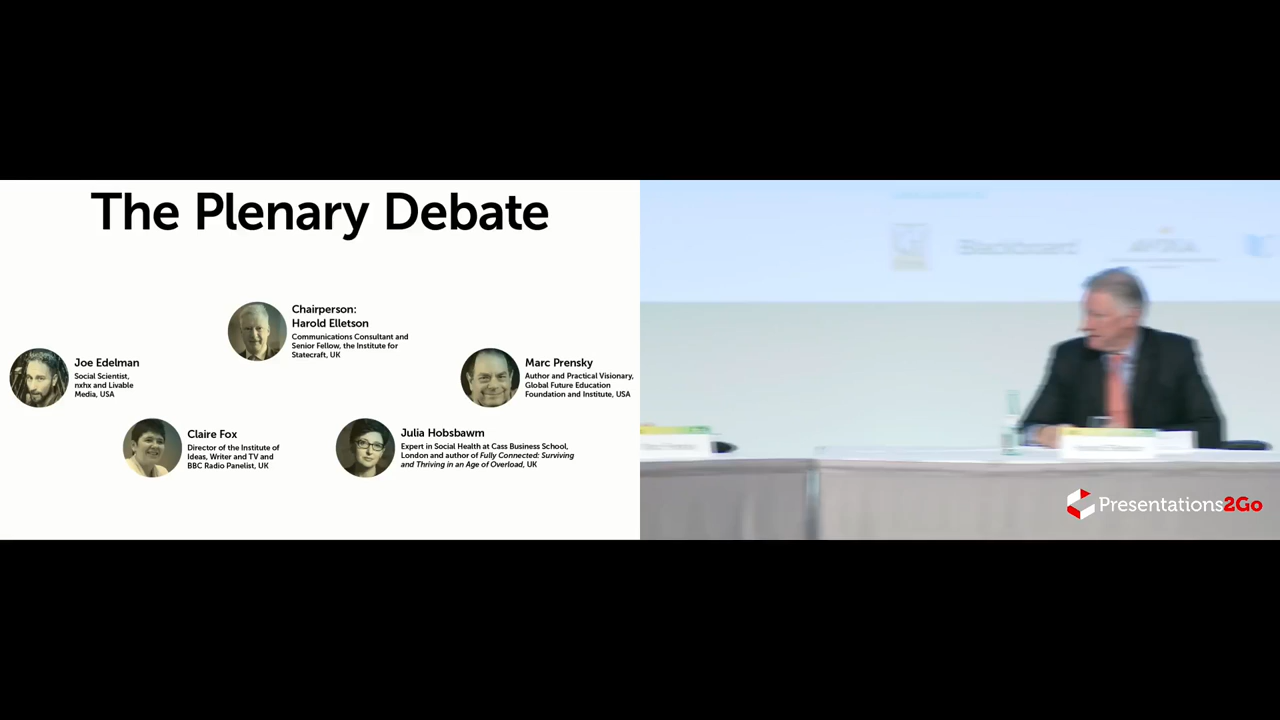 The Plenary Debate
Chairperson:
Harold Elletson
Communications Consultant and
Senior Fellow, the Institute for
Statecraft, UK
Joe Edelman
Social Scientist,
nxhx and Livable
Media, USA
Marc Prensky
Author and Practical Visionary,
Global Future Education
Foundation and Institute, USA
Claire Fox
Director of the Institute of
Ideas, Writer and TV and
BBC Radio Panelist, UK
Julia Hobsbawm
Expert in Social Health at Cass Business School,
London and author of Fully Connected: Surviving
and Thriving in an Age of Overload, UK
Blackboard
Presentations2Go